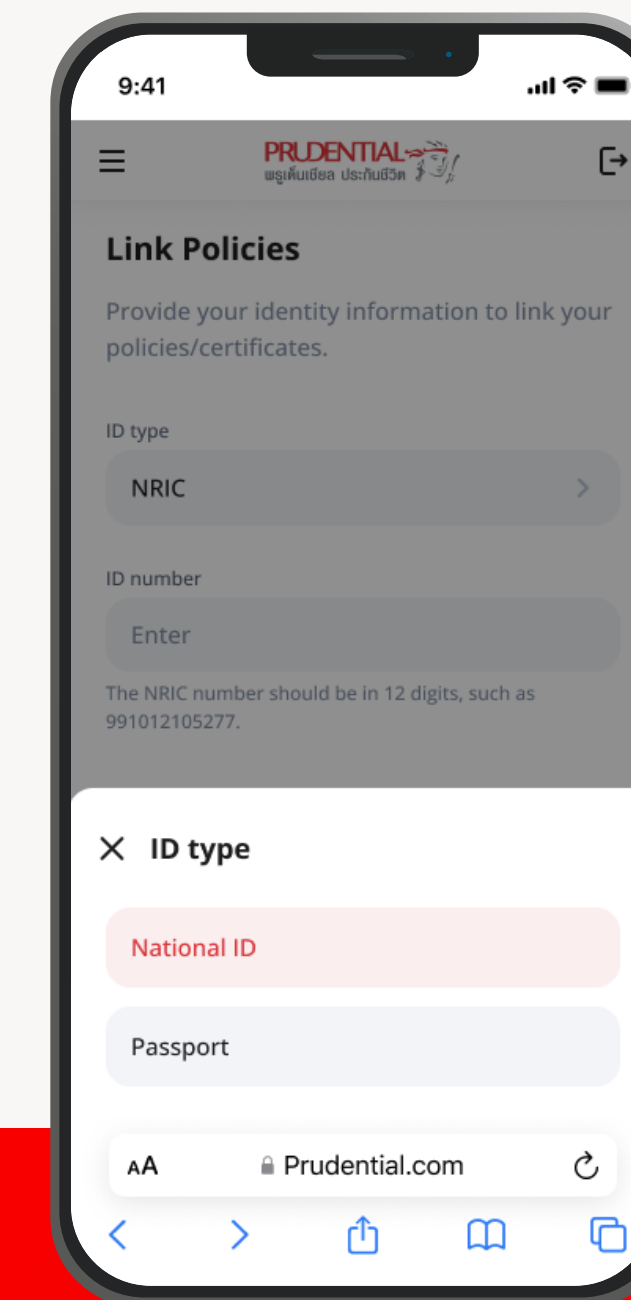 9:41
PRUDENTIAL
พรูเด็นเชียล ประกันชีวิต
Link Policies
Provide your identity information to link your
policies/certificates.
ID type
NRIC
ID number
Enter
The NRIC number should be in 12 digits, such as
991012105277.
ID type
National ID
Passport
AA
Prudential.com